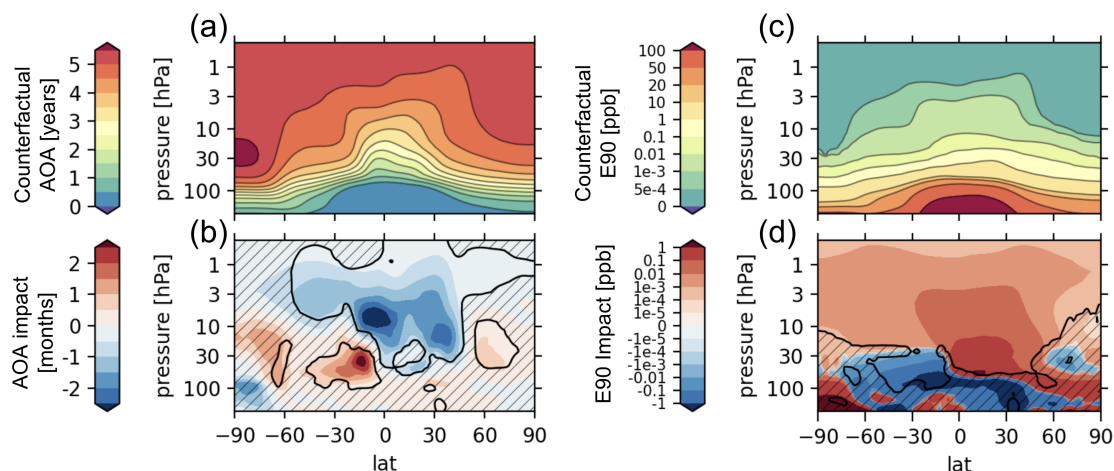 (a)
Counterfactual
AOA [years]
5
4
3
2
1
0
pressure [hPa]
1
3
10
30
100
(c)
Counterfactual
E90 [ppb]
100
50
20
10
1
0.1
0.01
1e-3
5e-4
0
pressure [hPa]
1
3
10
30
100
(b)
AOA impact
[months]
2
1
0
-1
-2
pressure [hPa]
1
3
10
30
100
−90 −60 −30 0 30 60 90
lat
(d)
E90 Impact [ppb]
1
0.1
0.01
1e-3
1e-4
1e-5
-1e-5
-1e-4
-1e-3
-0.01
-0.1
-1
pressure [hPa]
1
3
10
30
100
−90 −60 −30 0 30 60 90
lat